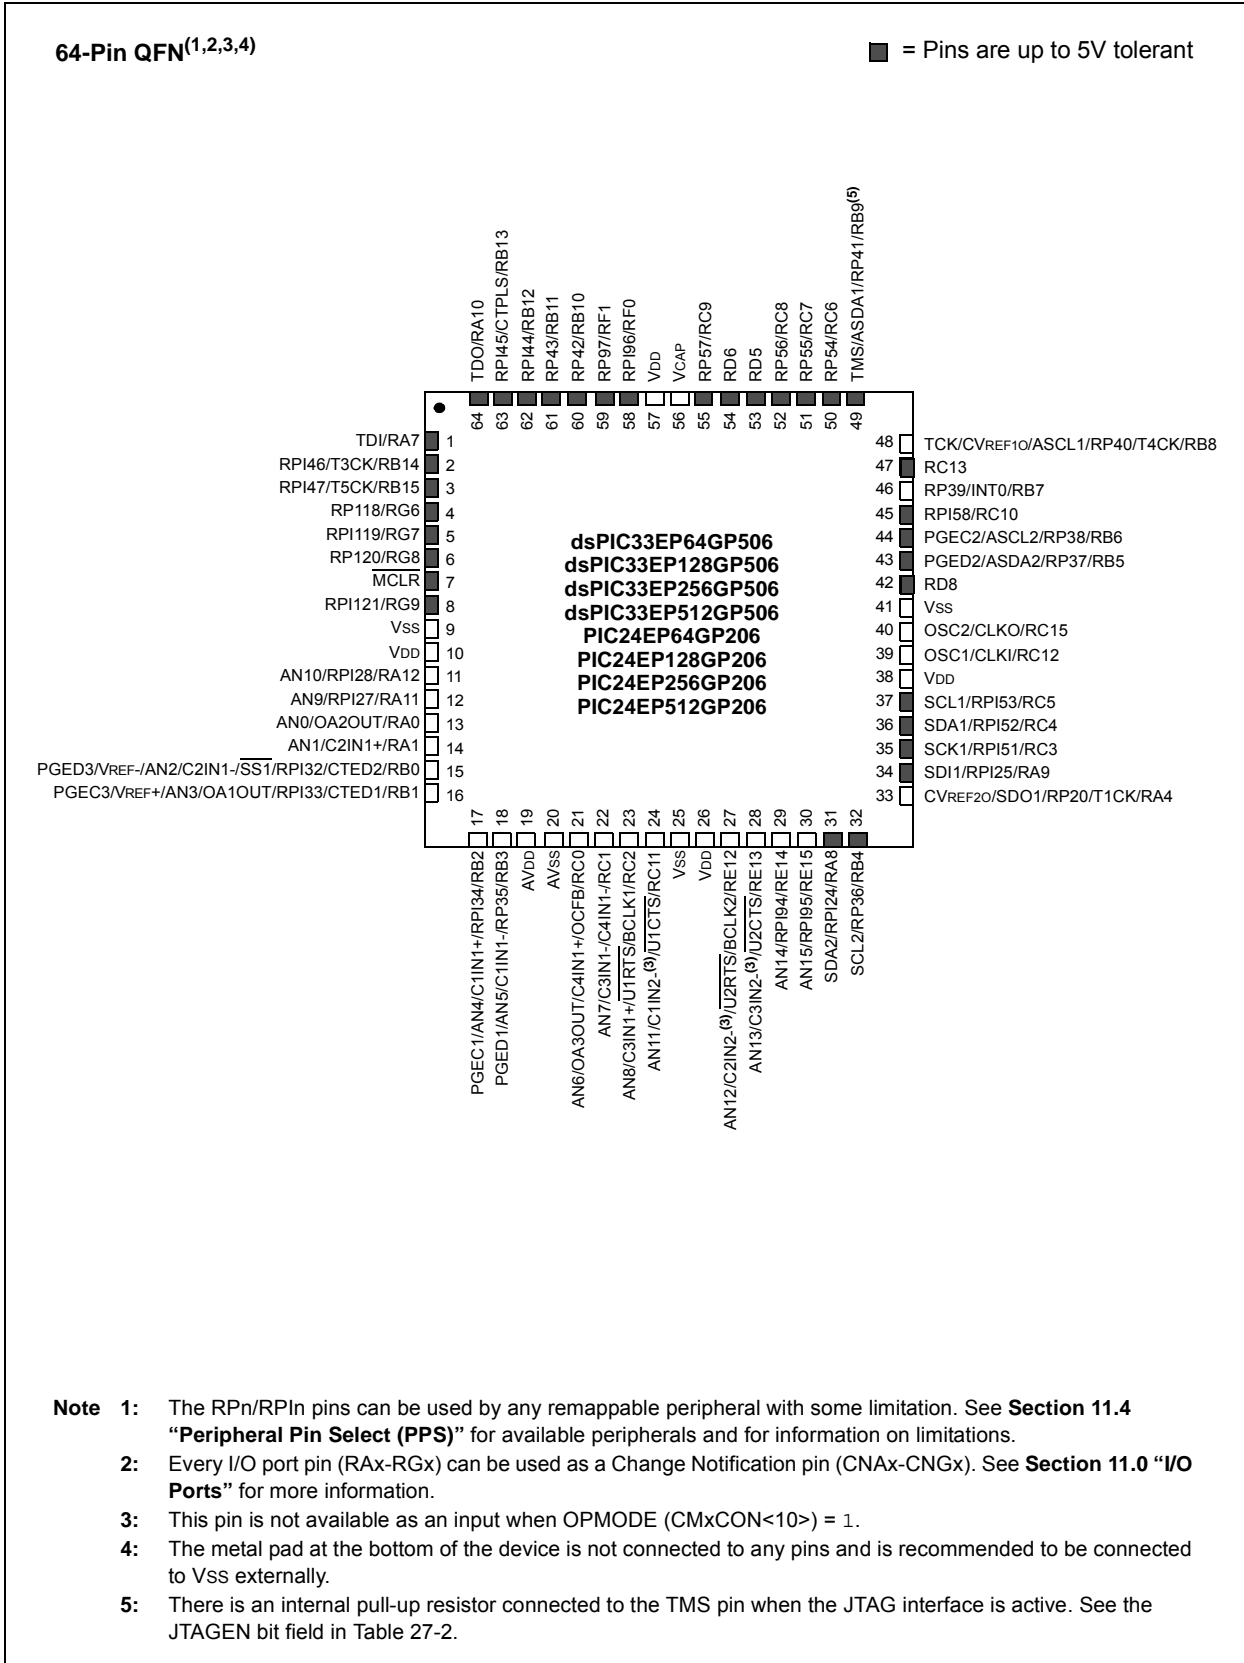 64-Pin QFN(1,2,3,4)
= Pins are up to 5V tolerant
TDO/RA10
RPI45/CTPLS/RB13
RPI44/RB12
RP43/RB11
RP42/RB10
RP97/RF1
RPI96/RF0
VDD
VCAP
RP57/RC9
RD6
RD5
RP56/RC8
RP55/RC7
RP54/RC6
TMS/ASDA1/RP41/RB9(5)
64 63 62 61 60 59 58 57 56 55 54 53 52 51 50 49
TDI/RA7 1
RPI46/T3CK/RB14 2
RPI47/T5CK/RB15 3
RP118/RG6 4
RPI119/RG7 5
RP120/RG8 6
MCLR 7
RPI121/RG9 8
VSS 9
VDD 10
AN10/RPI28/RA12 11
AN9/RPI27/RA11 12
AN0/OA2OUT/RA0 13
AN1/C2IN1+/RA1 14
PGED3/VREF-/AN2/C2IN1-/SS1/RPI32/CTED2/RB0 15
PGEC3/VREF+/AN3/OA1OUT/RPI33/CTED1/RB1 16
dsPIC33EP64GP506
dsPIC33EP128GP506
dsPIC33EP256GP506
dsPIC33EP512GP506
PIC24EP64GP206
PIC24EP128GP206
PIC24EP256GP206
PIC24EP512GP206
48 TCK/CVREF1O/ASCL1/RP40/T4CK/RB8
47 RC13
46 RP39/INT0/RB7
45 RPI58/RC10
44 PGEC2/ASCL2/RP38/RB6
43 PGED2/ASDA2/RP37/RB5
42 RD8
41 VSS
40 OSC2/CLKO/RC15
39 OSC1/CLKI/RC12
38 VDD
37 SCL1/RPI53/RC5
36 SDA1/RPI52/RC4
35 SCK1/RPI51/RC3
34 SDI1/RPI25/RA9
33 CVREF2O/SDO1/RP20/T1CK/RA4
17 18 19 20 21 22 23 24 25 26 27 28 29 30 31 32
PGEC1/AN4/C1IN1+/RPI34/RB2
PGED1/AN5/C1IN1-/RP35/RB3
AVDD
AVSS
AN6/OA3OUT/C4IN1+/OCFB/RC0
AN7/C3IN1-/C4IN1-/RC1
AN8/C3IN1+/U1RTS/BCLK1/RC2
AN11/C1IN2-(3)/U1CTS/RC11
VSS
VDD
AN12/C2IN2-(3)/U2RTS/BCLK2/RE12
AN13/C3IN2-(3)/U2CTS/RE13
AN14/RPI94/RE14
AN15/RPI95/RE15
SDA2/RPI24/RA8
SCL2/RP36/RB4
Note 1: The RPn/RPIn pins can be used by any remappable peripheral with some limitation. See Section 11.4
“Peripheral Pin Select (PPS)” for available peripherals and for information on limitations.
2: Every I/O port pin (RAx-RGx) can be used as a Change Notification pin (CNAx-CNGx). See Section 11.0 “I/O
Ports” for more information.
3: This pin is not available as an input when OPMODE (CMxCON<10>) = 1.
4: The metal pad at the bottom of the device is not connected to any pins and is recommended to be connected
to VSS externally.
5: There is an internal pull-up resistor connected to the TMS pin when the JTAG interface is active. See the
JTAGEN bit field in Table 27-2.